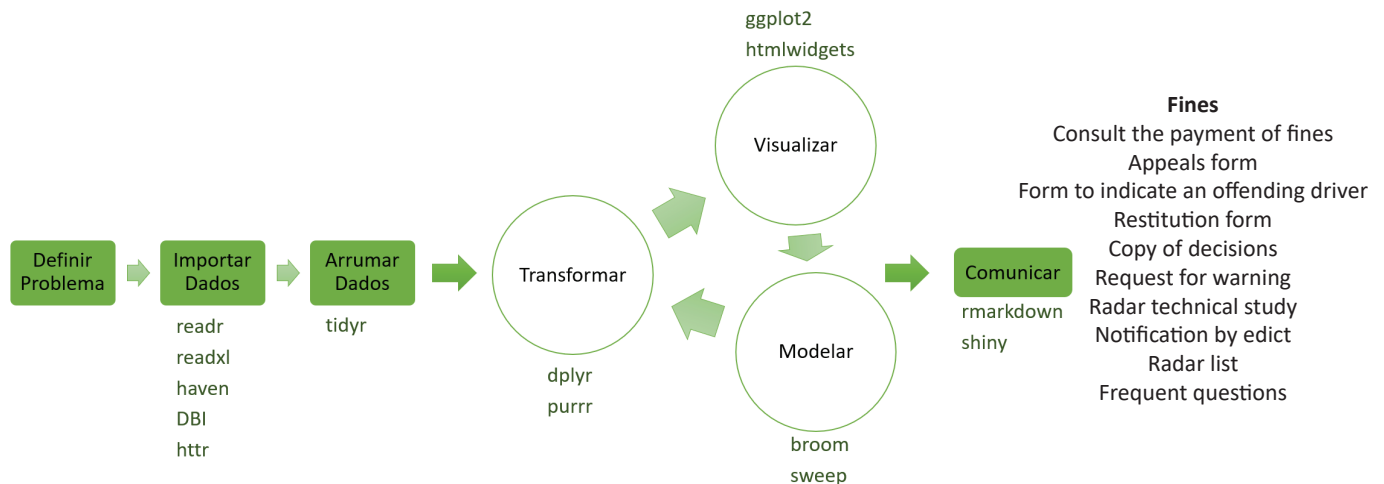 Definir
Problema
Importar
Dados
readr
readxl
haven
DBI
httr
Arrumar
Dados
tidyr
Transformar
dplyr
purrr
ggplot2
htmlwidgets
Visualizar
Modelar
broom
sweep
Comunicar
rmarkdown
shiny
Fines
Consult the payment of fines
Appeals form
Form to indicate an offending driver
Restitution form
Copy of decisions
Request for warning
Radar technical study
Notification by edict
Radar list
Frequent questions